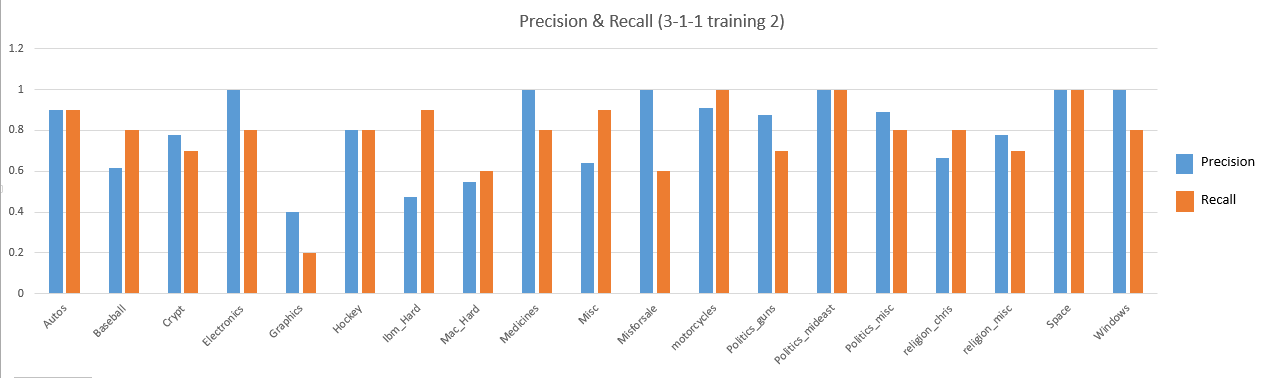 Precision & Recall (3-1-1 training 2)
1.2
1
0.8
0.6
0.4
0.2
0
Autos
Baseball
Crypt
Electronics
Graphics
Hockey
Ibm_Hard
Mac_Hard
Medicines
Misc
Misforsale
motorcycles
Politics_guns
Politics_mideast
Politics_misc
religion_chris
religion_misc
Space
Windows
Precision
Recall